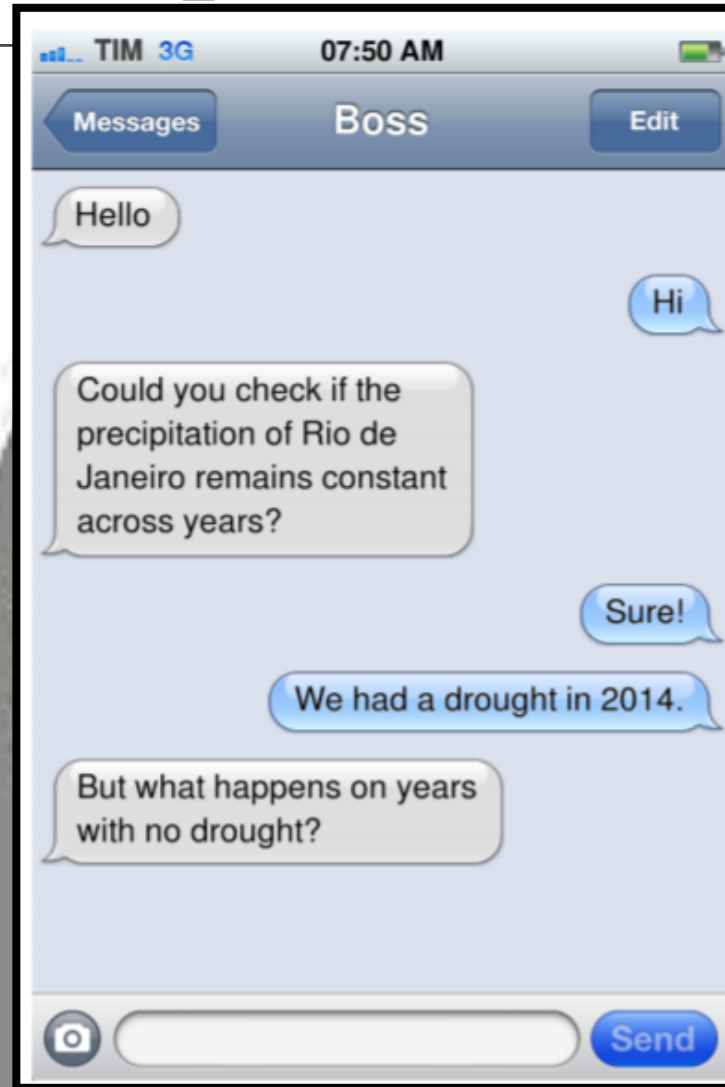 TIM 3G 07:50 AM
Messages Boss Edit
Hello
Hi
Could you check if the
precipitation of Rio de
Janeiro remains constant
across years?
Sure!
We had a drought in 2014.
But what happens on years
with no drought?
Send